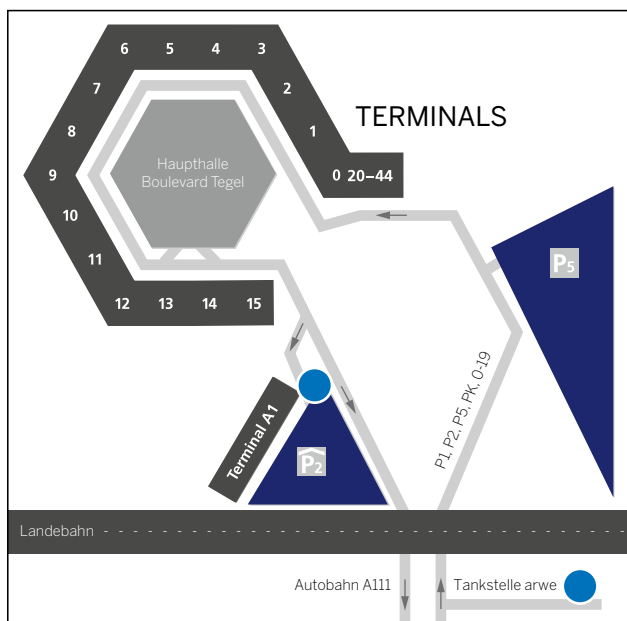 6
5
4
3
7
2
TERMINALS
8
1
Haupthalle
Boulevard Tegel
9
0 20–44
10
P5
11
12
13
14
15
P1, P2, P5, PK, 0-19
Terminal A1
P2
Landebahn
Autobahn A111
Tankstelle arwe